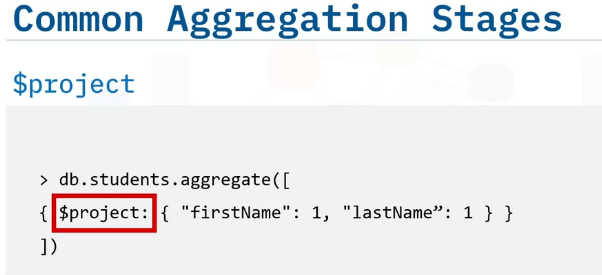 Common Aggregation Stages
$project
> db.students.aggregate([
{ $project: { "firstName": 1, "lastName”: 1 } }
])